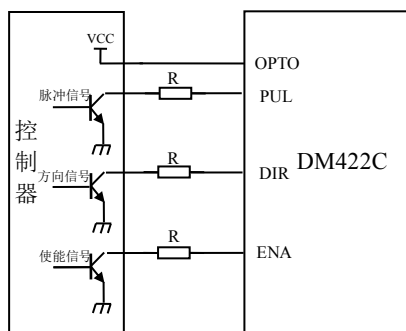 VCC
OPTO
R
脉冲信号
PUL
控制器
R
方向信号
DIR
DM422C
R
使能信号
ENA